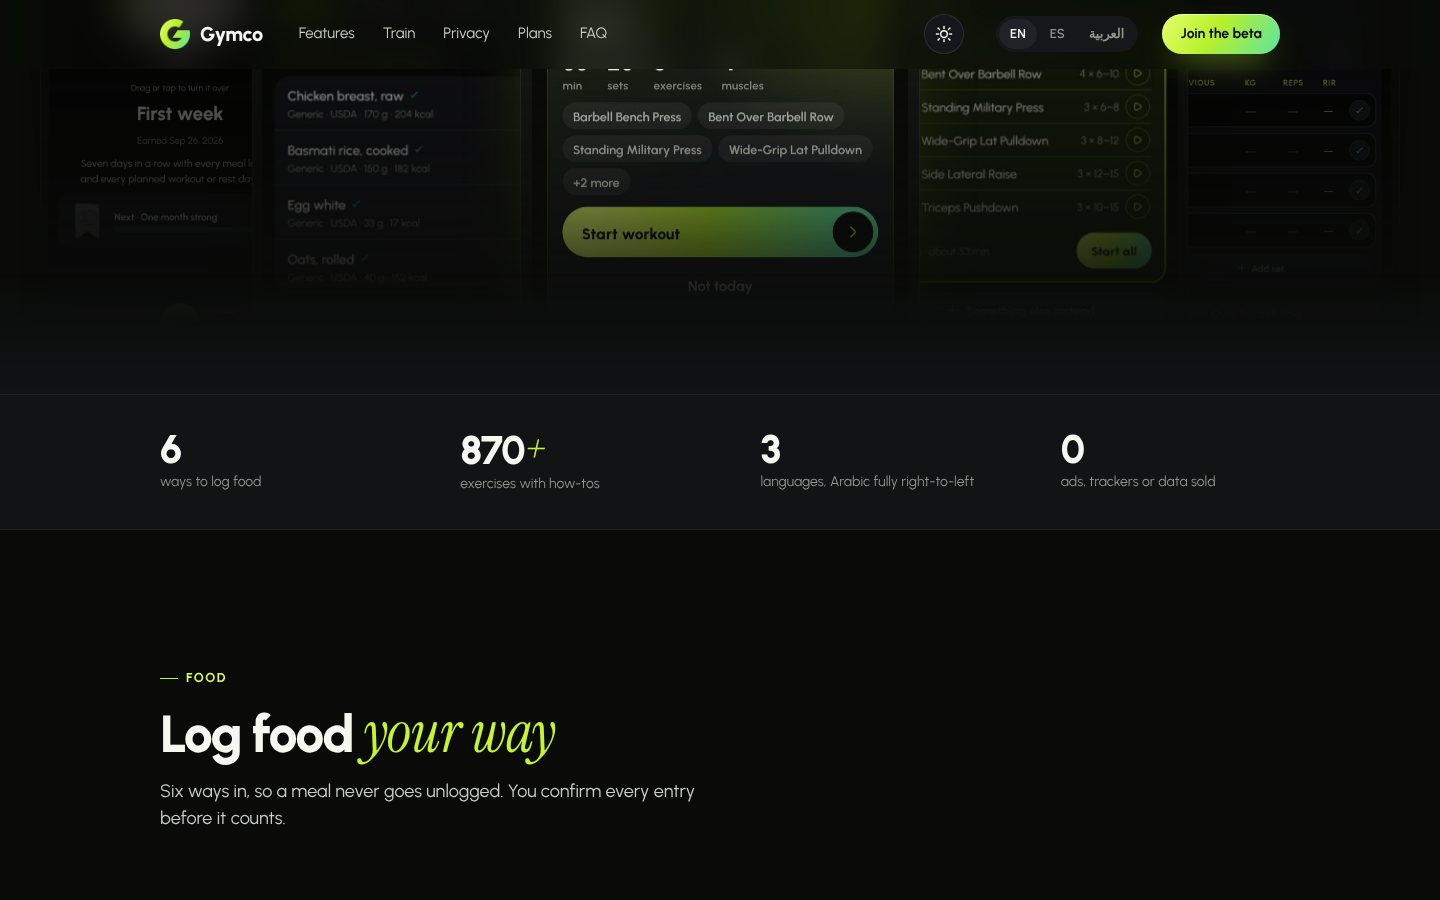 Gymco
Features
Train
Privacy
Plans
FAQ
EN
ES
العربية
Join the beta
Drag or tap to turn it over
First week
Earned Sep 26, 2026
Seven days in a row with every meal
and every planned workout or rest
Next · One month strong
Chicken breast, raw ✓
Generic · USDA · 170 g · 204 kcal
Basmati rice, cooked ✓
Generic · USDA · 150 g · 182 kcal
Egg white ✓
Generic · USDA · 33 g · 17 kcal
Oats, rolled ✓
Generic · USDA · 40 g · 152 kcal
min
sets
exercises
muscles
Barbell Bench Press
Bent Over Barbell Row
Standing Military Press
Wide-Grip Lat Pulldown
+2 more
Start workout
Not today
Bent Over Barbell Row 4 × 6–10
Standing Military Press 3 × 6–8
Wide-Grip Lat Pulldown 3 × 8–12
Side Lateral Raise 3 × 12–15
Triceps Pushdown 3 × 10–15
· about 53 min
Start all
Something else instead
KG REPS RIR
+ Add set
6
ways to log food
870+
exercises with how-tos
3
languages, Arabic fully right-to-left
0
ads, trackers or data sold
FOOD
Log food your way
Six ways in, so a meal never goes unlogged. You confirm every entry
before it counts.